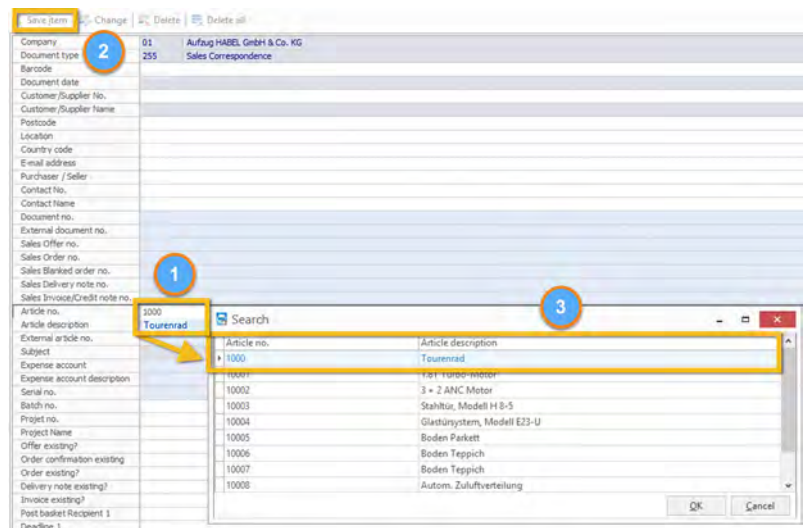 Save item Change Delete Delete all
Company 01 Aufzug HABEL GmbH & Co. KG
Document type 255 Sales Correspondence
2
Barcode
Document date
Customer/Supplier No.
Customer/Supplier Name
Postcode
Location
Country code
E-mail address
Purchaser / Seller
Contact No.
Contact Name
Document no.
External document no.
Sales Offer no.
Sales Order no.
Sales Blanked order no.
Sales Delivery note no.
Sales Invoice/Credit note no.
1
Article no. 1000
Article description Tourenrad
External article no.
Subject
Expense account
Expense account description
Serial no.
Batch no.
Projet no.
Project Name
Offer existing?
Order confirmation existing
Order existing?
Delivery note existing?
Invoice existing?
Post basket Recipient 1
Deadline 1
3
Search
Article no. Article description
1000 Tourenrad
10001 1.8T Turbo-Motor
10002 3 + 2 ANC Motor
10003 Stahltür, Modell H 8-5
10004 Glastürsystem, Modell E23-U
10005 Boden Parkett
10006 Boden Teppich
10007 Boden Teppich
10008 Autom. Zuluftverteilung
OK Cancel